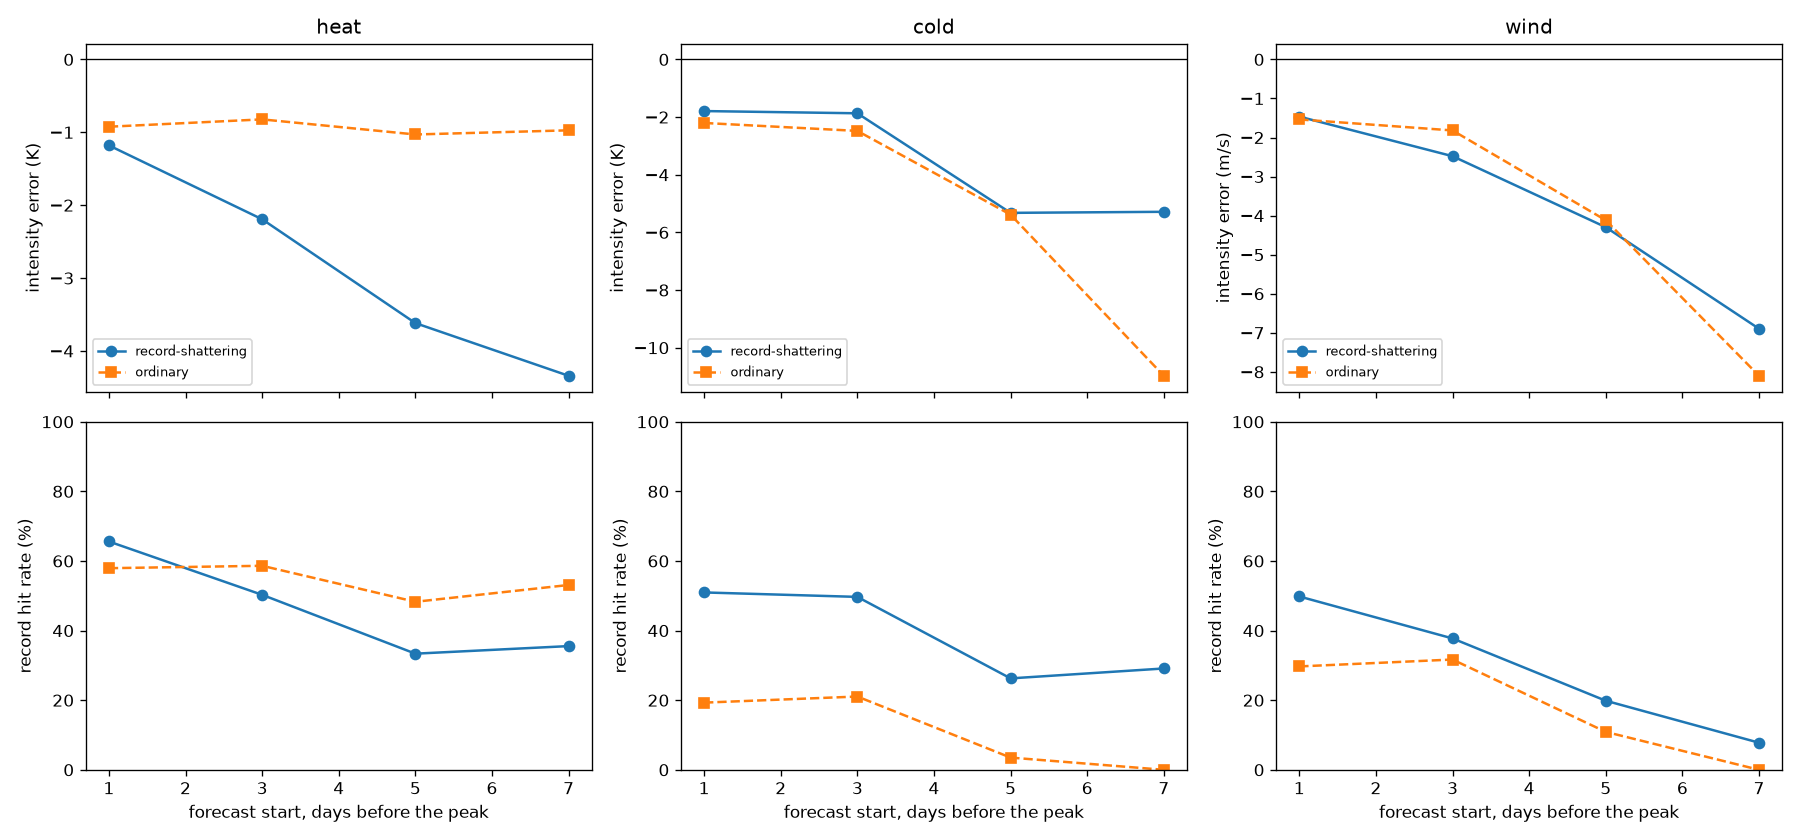 heat
cold
wind
0
−1
−2
−3
−4
intensity error (K)
record-shattering
ordinary
0
−2
−4
−6
−8
−10
intensity error (K)
record-shattering
ordinary
0
−1
−2
−3
−4
−5
−6
−7
−8
intensity error (m/s)
record-shattering
ordinary
100
80
60
40
20
0
record hit rate (%)
1 2 3 4 5 6 7
forecast start, days before the peak
100
80
60
40
20
0
record hit rate (%)
1 2 3 4 5 6 7
forecast start, days before the peak
100
80
60
40
20
0
record hit rate (%)
1 2 3 4 5 6 7
forecast start, days before the peak